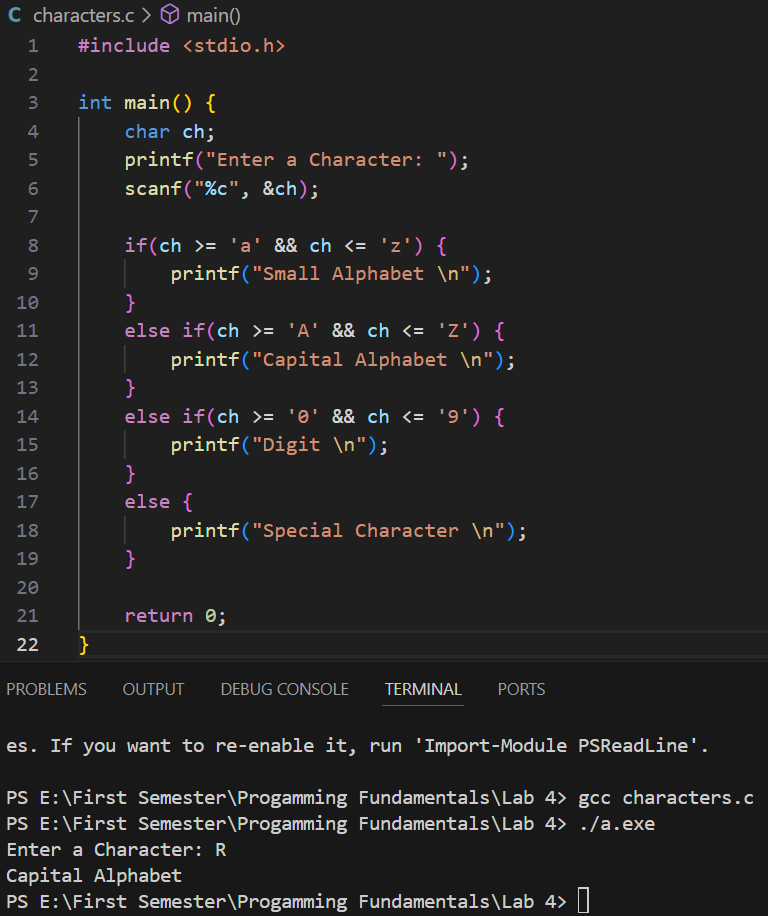 C characters.c > main()
1 #include <stdio.h>
2
3 int main() {
4     char ch;
5     printf("Enter a Character: ");
6     scanf("%c", &ch);
7
8     if(ch >= 'a' && ch <= 'z') {
9         printf("Small Alphabet \n");
10     }
11     else if(ch >= 'A' && ch <= 'Z') {
12         printf("Capital Alphabet \n");
13     }
14     else if(ch >= '0' && ch <= '9') {
15         printf("Digit \n");
16     }
17     else {
18         printf("Special Character \n");
19     }
20
21     return 0;
22 }
PROBLEMS OUTPUT DEBUG CONSOLE TERMINAL PORTS
es. If you want to re-enable it, run 'Import-Module PSReadLine'.
PS E:\First Semester\Progamming Fundamentals\Lab 4> gcc characters.c
PS E:\First Semester\Progamming Fundamentals\Lab 4> ./a.exe
Enter a Character: R
Capital Alphabet
PS E:\First Semester\Progamming Fundamentals\Lab 4>